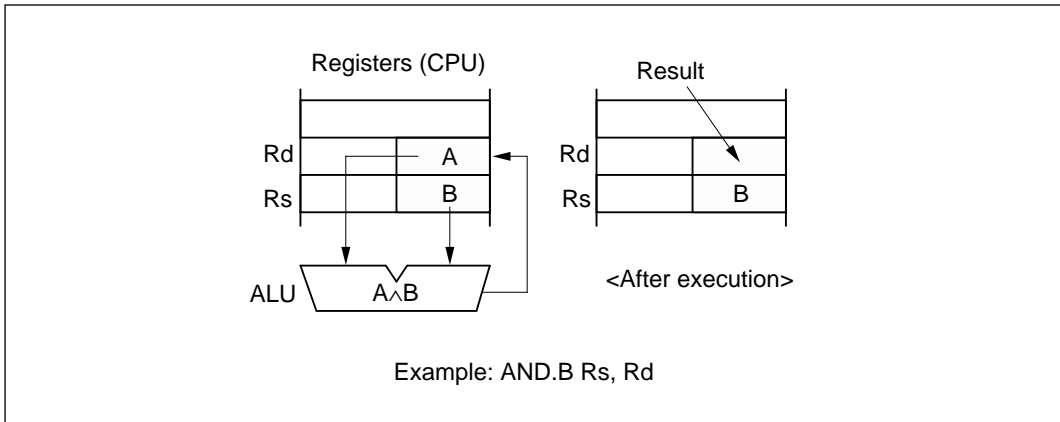 Registers (CPU)
Result
Rd
A
Rd
Rs
B
Rs
B
ALU
A∧B
<After execution>
Example: AND.B Rs, Rd